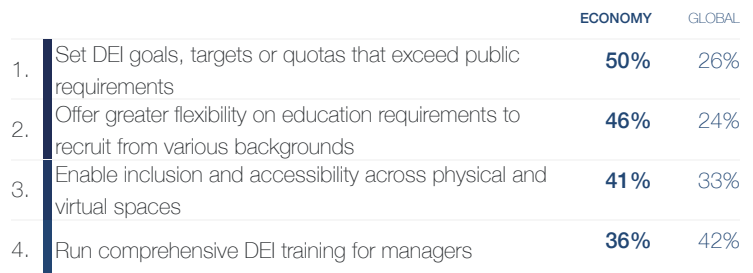 ECONOMY GLOBAL
1. Set DEI goals, targets or quotas that exceed public
requirements 50% 26%
2. Offer greater flexibility on education requirements to
recruit from various backgrounds 46% 24%
3. Enable inclusion and accessibility across physical and
virtual spaces 41% 33%
4. Run comprehensive DEI training for managers 36% 42%